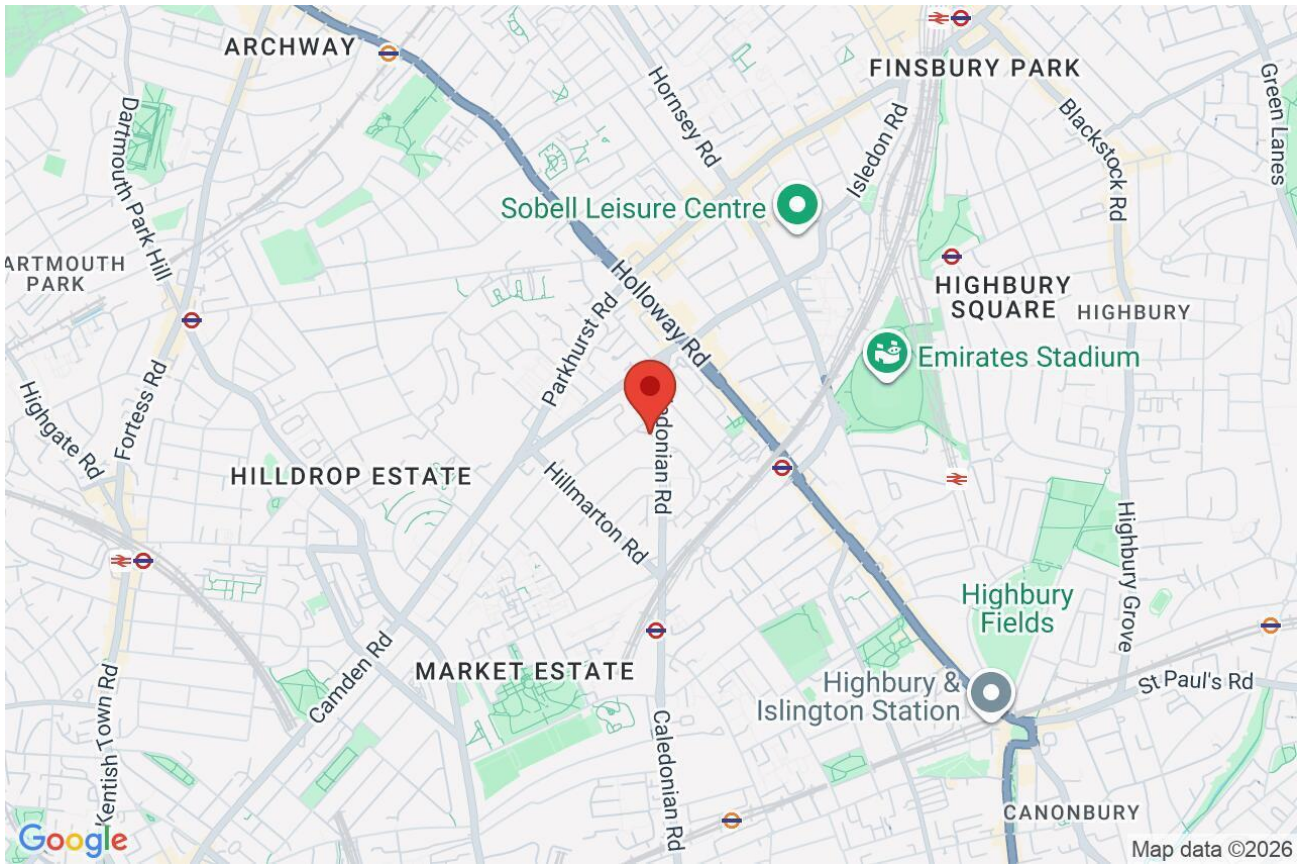 ARCHWAY
FINSBURY PARK
Hornsey Rd
Green Lanes
Dartmouth Park Hill
Blackstock Rd
Isledon Rd
Sobell Leisure Centre
ARTMOUTH
PARK
Holloway Rd
HIGHBURY
SQUARE
HIGHBURY
Parkhurst Rd
Emirates Stadium
Fortess Rd
Highgate Rd
donian Rd
HILLDROP ESTATE
Hillmarton Rd
Highbury Grove
Highbury
Fields
Camden Rd
MARKET ESTATE
Highbury &
Islington Station
St Paul's Rd
Kentish Town Rd
Caledonian Rd
CANONBURY
Google
Map data ©2026